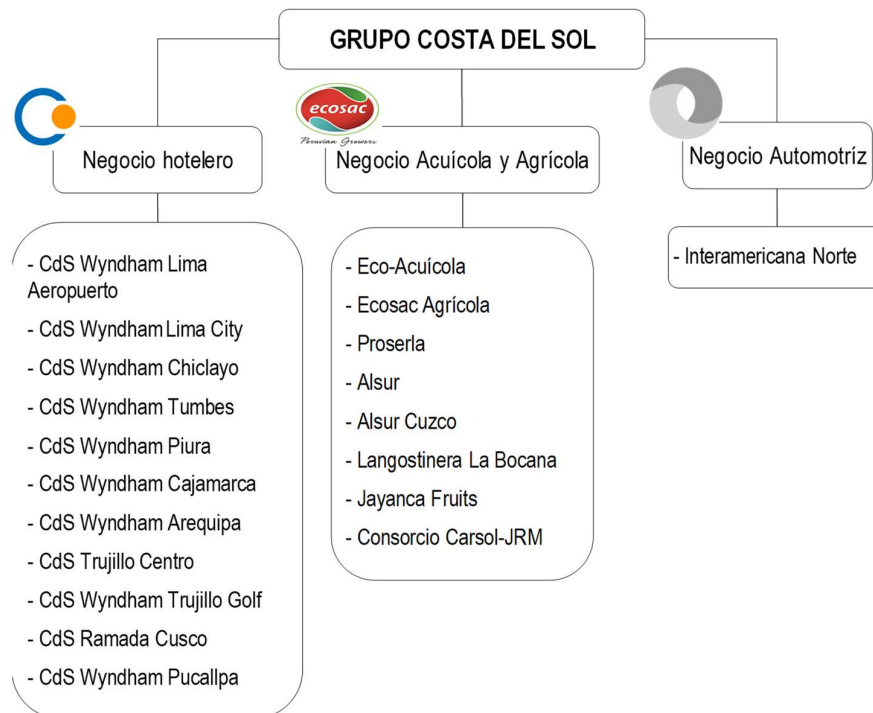 GRUPO COSTA DEL SOL
ecosac
Peruvian Growers
Negocio hotelero
Negocio Acuícola y Agrícola
Negocio Automotríz
- CdS Wyndham Lima
Aeropuerto
- CdS Wyndham Lima City
- CdS Wyndham Chiclayo
- CdS Wyndham Tumbes
- CdS Wyndham Piura
- CdS Wyndham Cajamarca
- CdS Wyndham Arequipa
- CdS Trujillo Centro
- CdS Wyndham Trujillo Golf
- CdS Ramada Cusco
- CdS Wyndham Pucallpa
- Eco-Acuícola
- Ecosac Agrícola
- Proserla
- Alsur
- Alsur Cuzco
- Langostinera La Bocana
- Jayanca Fruits
- Consorcio Carsol-JRM
- Interamericana Norte